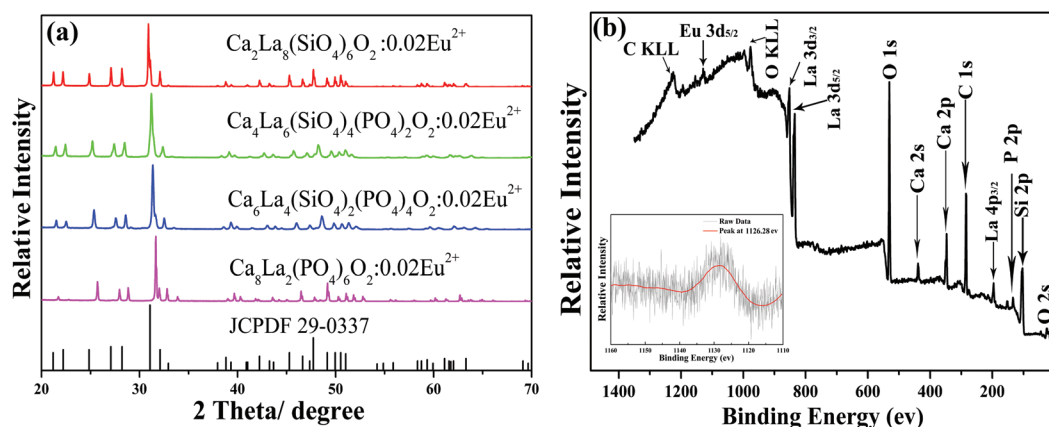 (a)
Relative Intensity
Ca₂La₈(SiO₄)₆O₂:0.02Eu²⁺
Ca₄La₆(SiO₄)₄(PO₄)₂O₂:0.02Eu²⁺
Ca₆La₄(SiO₄)₂(PO₄)₄O₂:0.02Eu²⁺
Ca₈La₂(PO₄)₆O₂:0.02Eu²⁺
JCPDF 29-0337
20 30 40 50 60 70
2 Theta/ degree
(b)
Relative Intensity
C KLL
Eu 3d₅/₂
O KLL
La 3d₃/₂
La 3d₅/₂
O 1s
Ca 2s
Ca 2p
C 1s
La 4p₃/₂
P 2p
Si 2p
O 2s
Relative Intensity
Raw Data
Peak at 1126.28 ev
1160 1150 1140 1130 1120 1110
Binding Energy (ev)
1400 1200 1000 800 600 400 200 0
Binding Energy (ev)